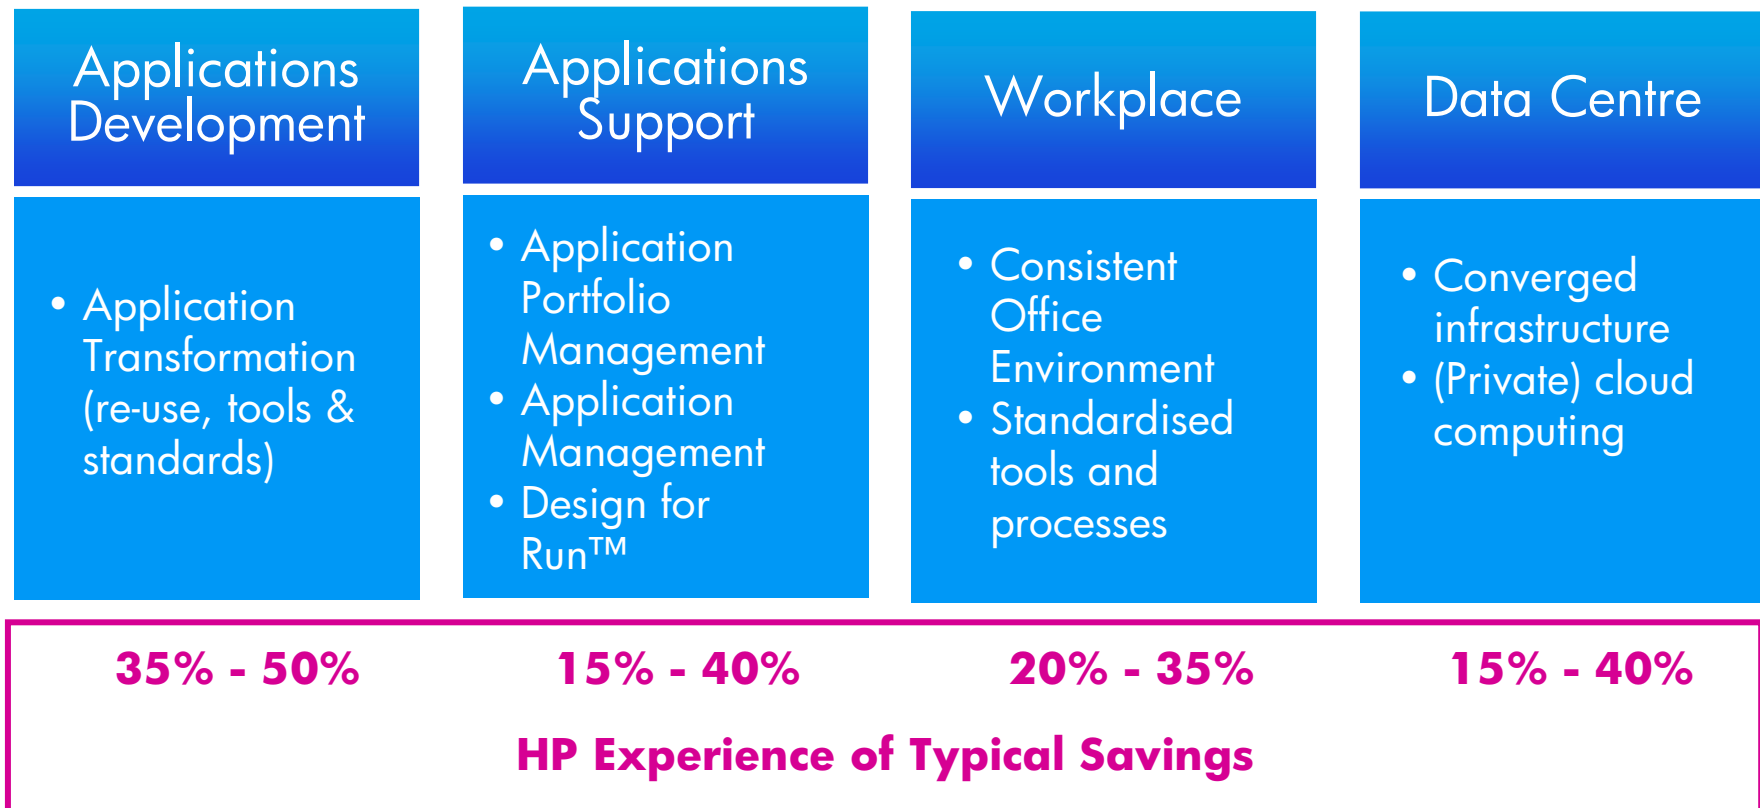 Applications
Development
Applications
Support
Workplace
Data Centre
• Application
Transformation
(re-use, tools &
standards)
• Application
Portfolio
Management
• Application
Management
• Design for
Run™
• Consistent
Office
Environment
• Standardised
tools and
processes
• Converged
infrastructure
• (Private) cloud
computing
35% - 50%
15% - 40%
20% - 35%
15% - 40%
HP Experience of Typical Savings